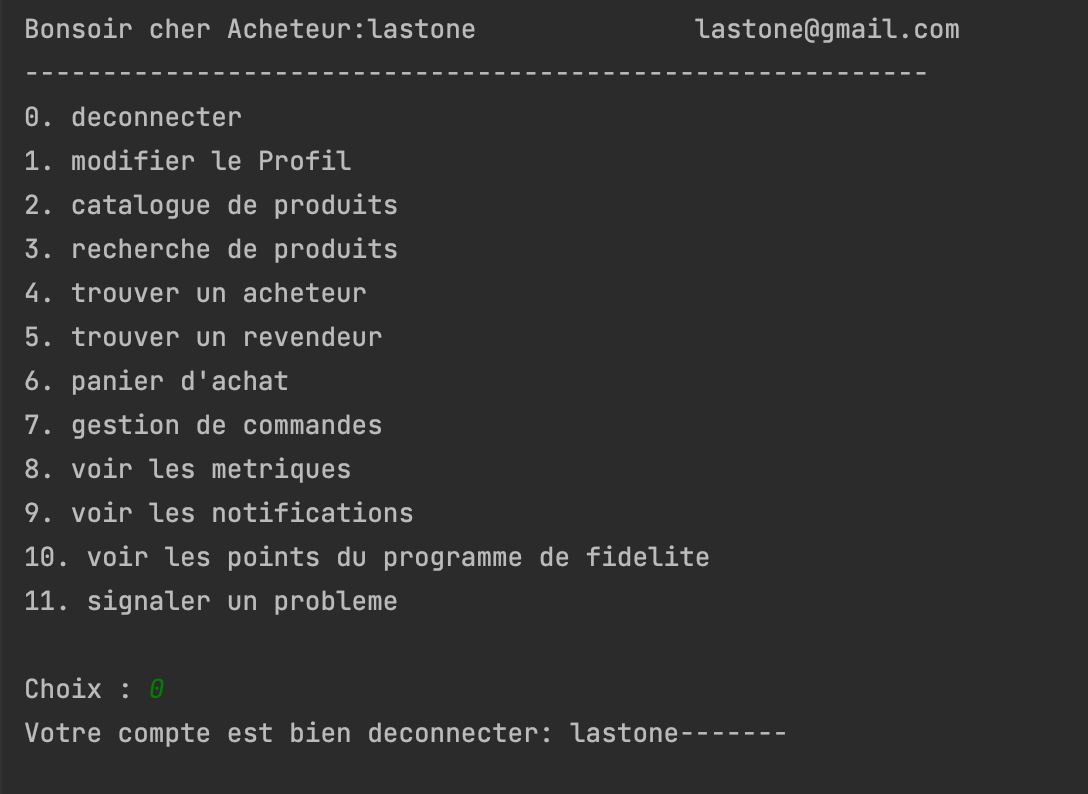 Bonsoir cher Acheteur:lastone lastone@gmail.com
----------------------------------------------------------
0. deconnecter
1. modifier le Profil
2. catalogue de produits
3. recherche de produits
4. trouver un acheteur
5. trouver un revendeur
6. panier d'achat
7. gestion de commandes
8. voir les metriques
9. voir les notifications
10. voir les points du programme de fidelite
11. signaler un probleme
Choix : 0
Votre compte est bien deconnecter: lastone-------